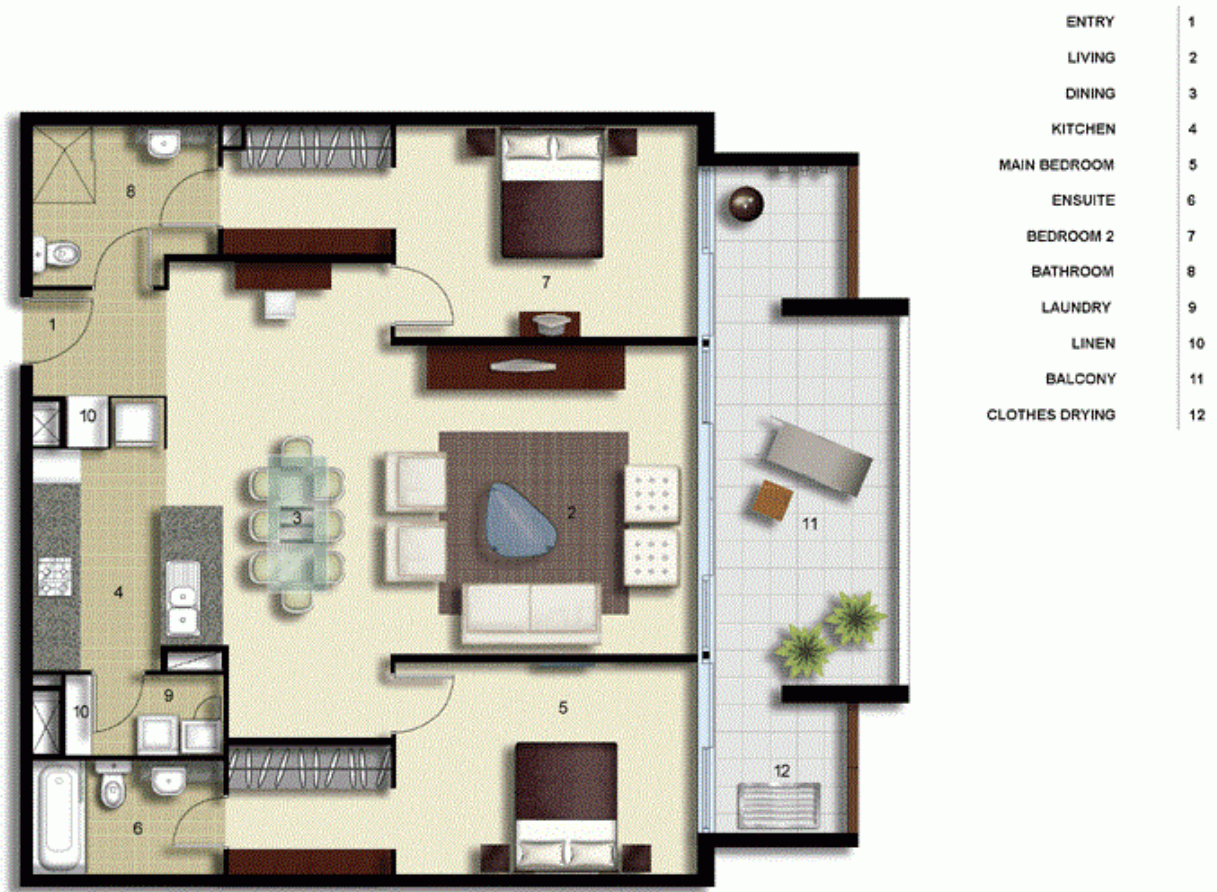 ENTRY 1
LIVING 2
DINING 3
KITCHEN 4
MAIN BEDROOM 5
ENSUITE 6
BEDROOM 2 7
BATHROOM 8
LAUNDRY 9
LINEN 10
BALCONY 11
CLOTHES DRYING 12
8
7
1
10
2
3
11
4
9
10
5
12
6